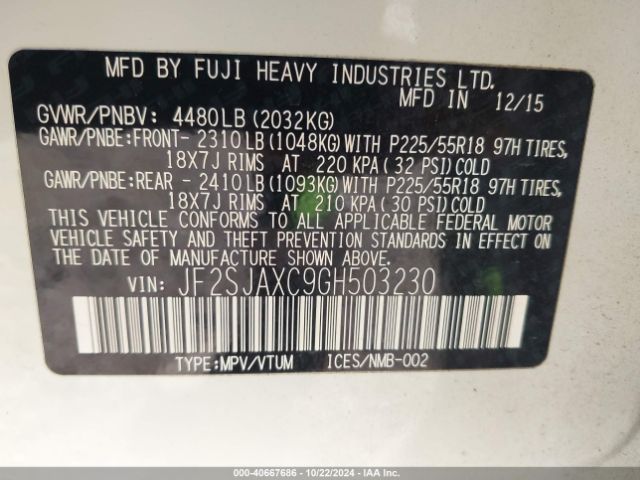 MFD BY FUJI HEAVY INDUSTRIES LTD.
MFD IN 12/15
GVWR/PNBV: 4480LB (2032KG)
GAWR/PNBE:FRONT- 2310LB (1048KG) WITH P225/55R18 97H TIRES,
18X7J RIMS AT 220 KPA (32 PSI) COLD
GAWR/PNBE:REAR - 2410LB (1093KG) WITH P225/55R18 97H TIRES,
18X7J RIMS AT 210 KPA (30 PSI) COLD
THIS VEHICLE CONFORMS TO ALL APPLICABLE FEDERAL MOTOR
VEHICLE SAFETY AND THEFT PREVENTION STANDARDS IN EFFECT ON
THE DATE OF MANUFACTURE SHOWN ABOVE.
VIN: JF2SJAXC9GH503230
TYPE:MPV/VTUM ICES/NMB-002
© - 40667686 - 10/22/2024 - IAA Inc.